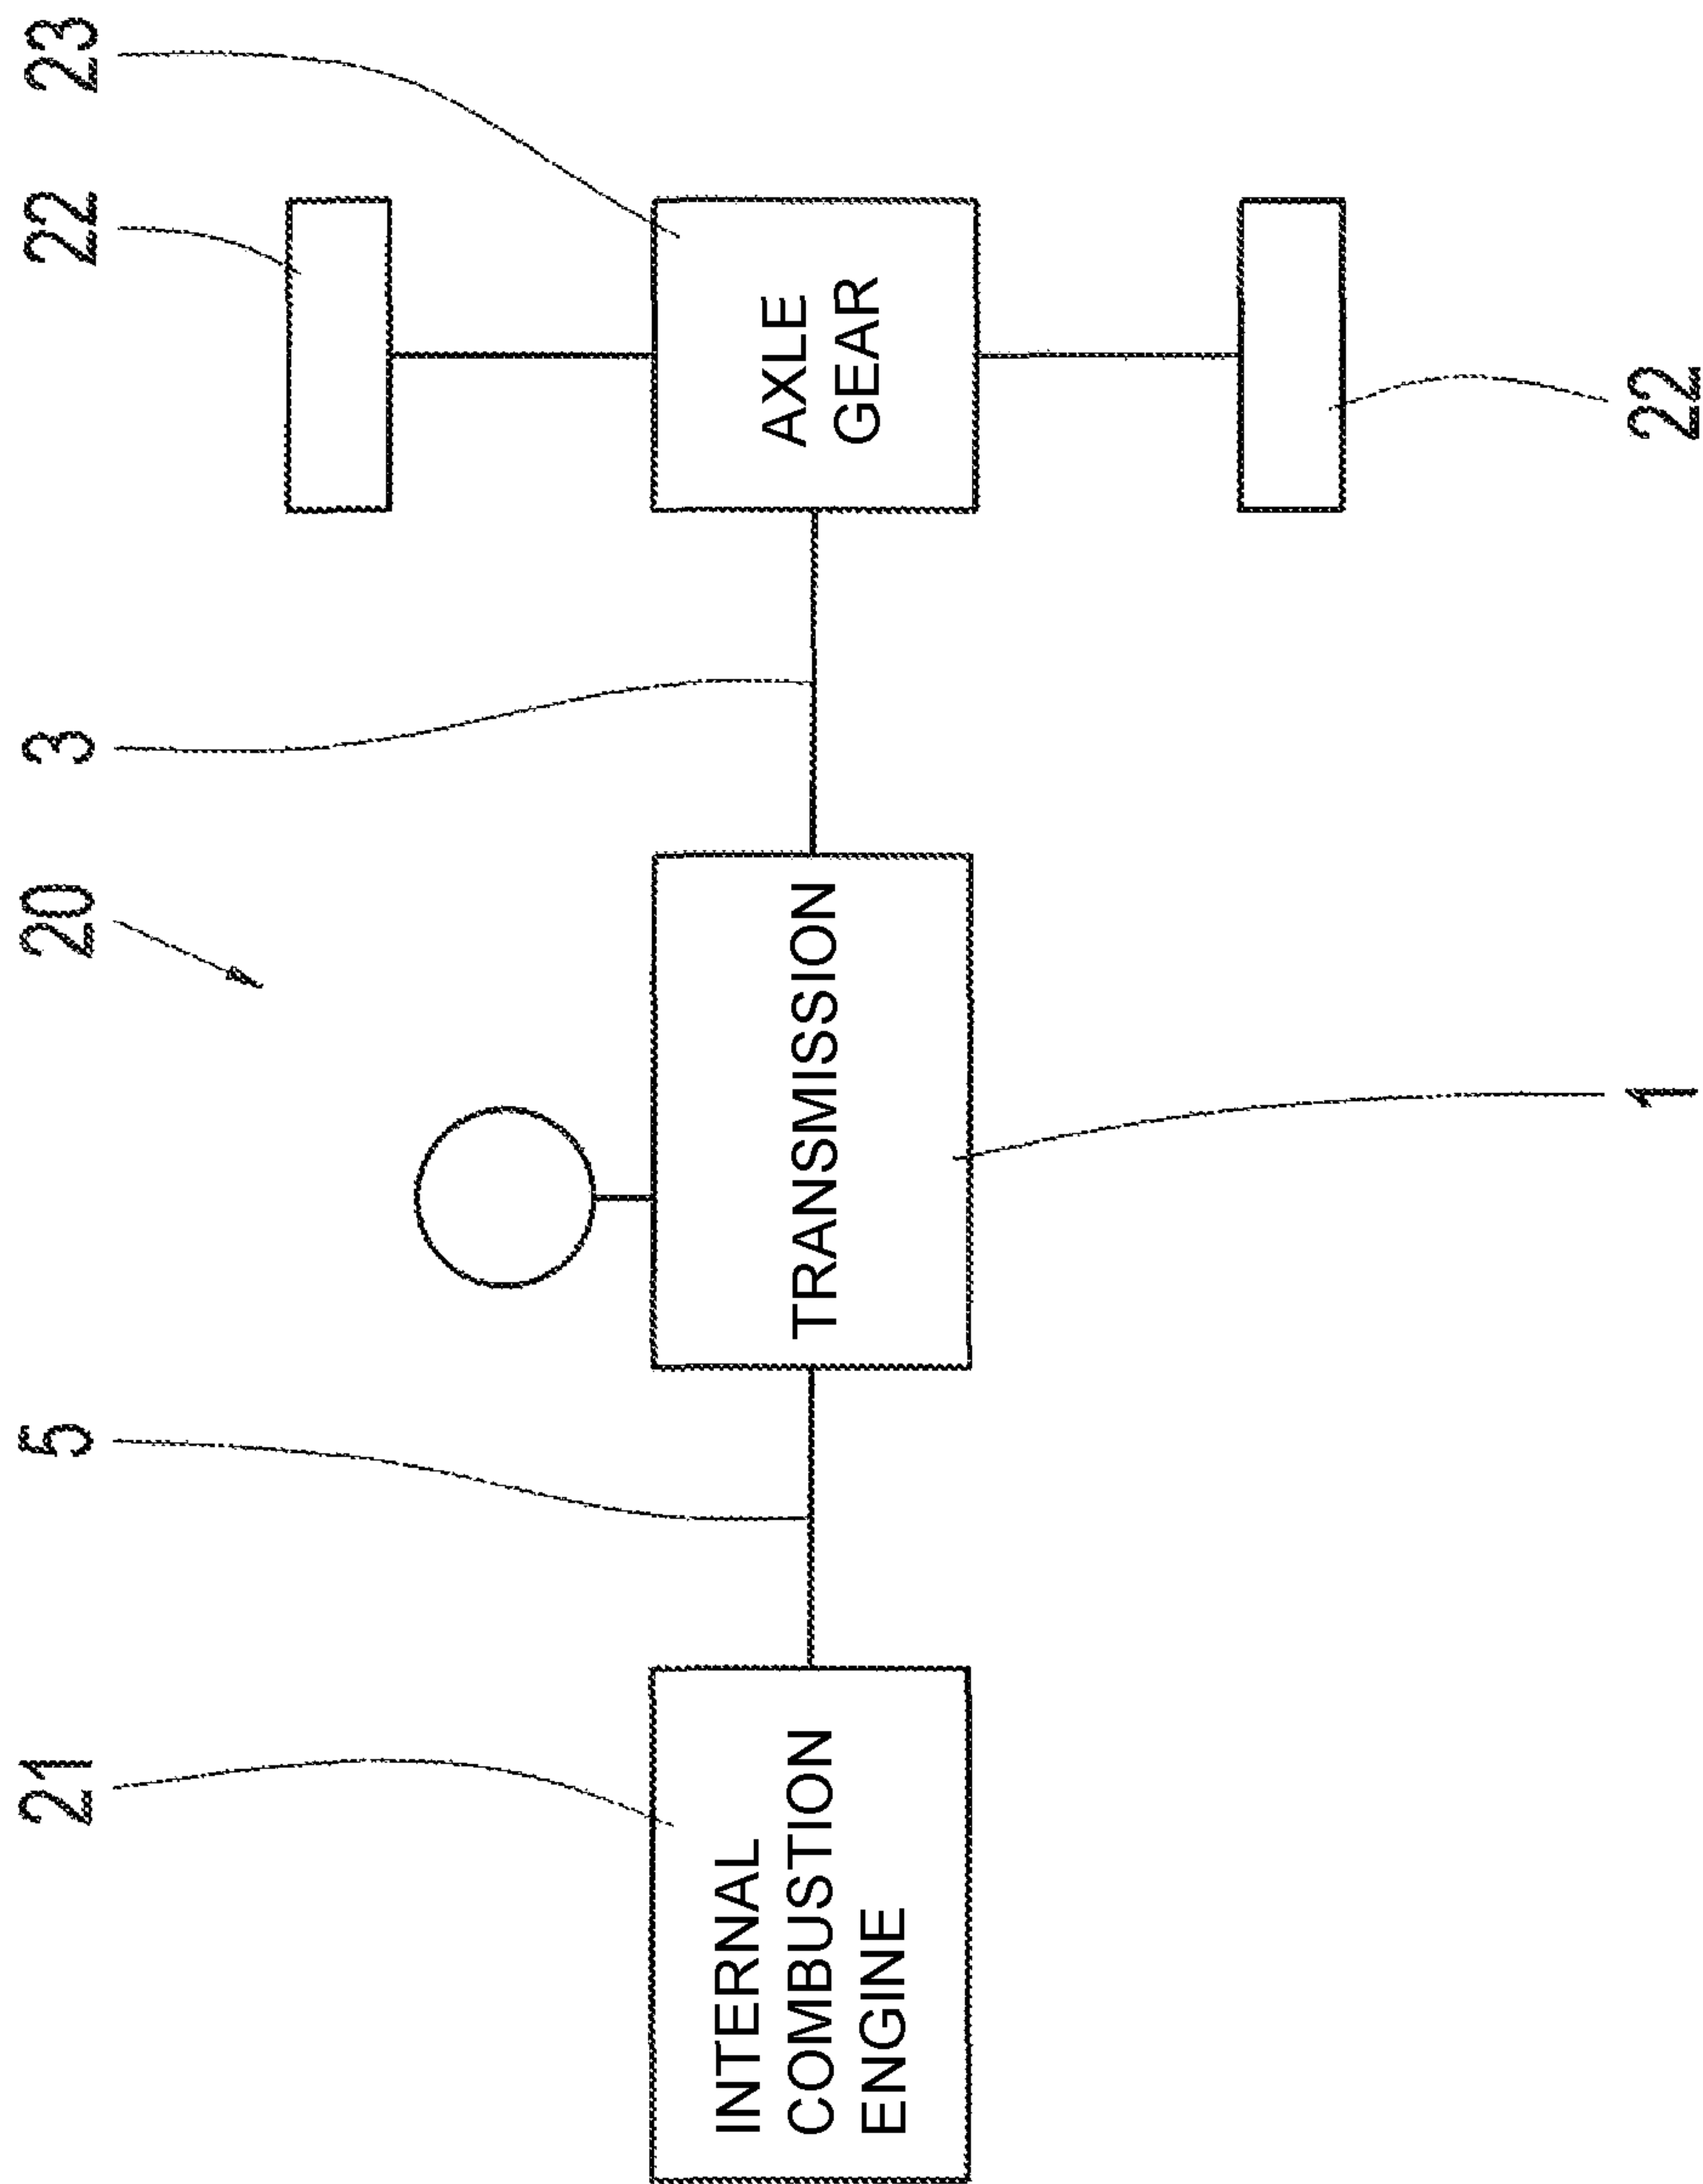 21
5
20
3
22
23
INTERNAL
COMBUSTION
ENGINE
TRANSMISSION
AXLE
GEAR
1
22